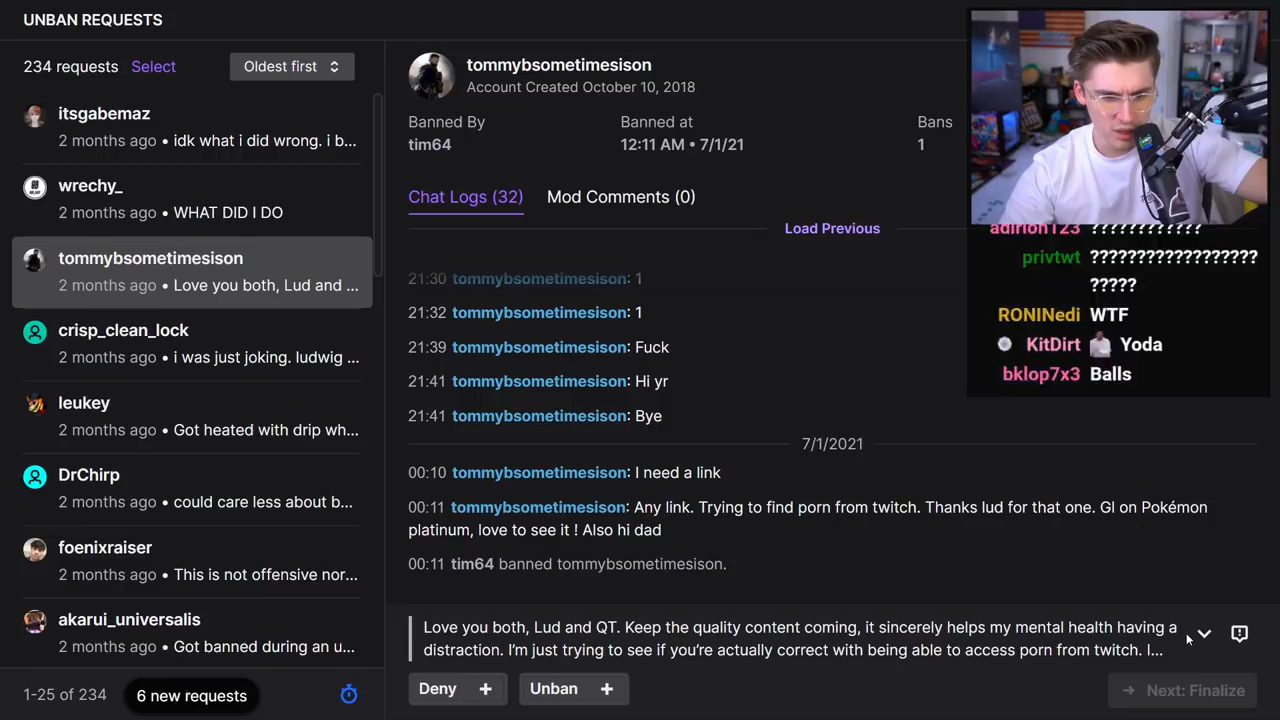 UNBAN REQUESTS
234 requests Select Oldest first
itsgabemaz
2 months ago • idk what i did wrong. i b...
wrechy_
2 months ago • WHAT DID I DO
tommybsometimesison
2 months ago • Love you both, Lud and ...
crisp_clean_lock
2 months ago • i was just joking. ludwig ...
leukey
2 months ago • Got heated with drip wh...
DrChirp
2 months ago • could care less about b...
foenixraiser
2 months ago • This is not offensive nor...
akarui_universalis
2 months ago • Got banned during an u...
1-25 of 234 6 new requests
tommybsometimesison
Account Created October 10, 2018
Banned By Banned at Bans
tim64 12:11 AM • 7/1/21 1
Chat Logs (32) Mod Comments (0)
Load Previous
21:30 tommybsometimesison: 1
21:32 tommybsometimesison: 1
21:39 tommybsometimesison: Fuck
21:41 tommybsometimesison: Hi yr
21:41 tommybsometimesison: Bye
7/1/2021
00:10 tommybsometimesison: I need a link
00:11 tommybsometimesison: Any link. Trying to find porn from twitch. Thanks lud for that one. Gl on Pokémon
platinum, love to see it ! Also hi dad
00:11 tim64 banned tommybsometimesison.
Love you both, Lud and QT. Keep the quality content coming, it sincerely helps my mental health having a
distraction. I'm just trying to see if you're actually correct with being able to access porn from twitch. I...
Deny + Unban + → Next: Finalize
adirion123 ????????????
privtwt ??????????????????
?????
RONINedi WTF
KitDirt Yoda
bklop7x3 Balls